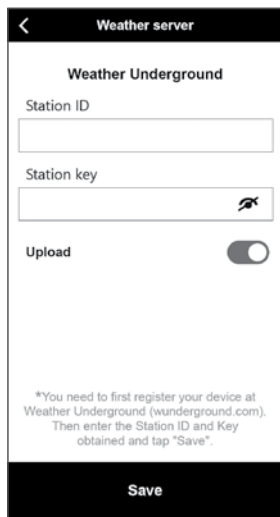 Weather server
Weather Underground
Station ID
Station key
Upload
*You need to first register your device at
Weather Underground (wunderground.com).
Then enter the Station ID and Key
obtained and tap "Save".
Save